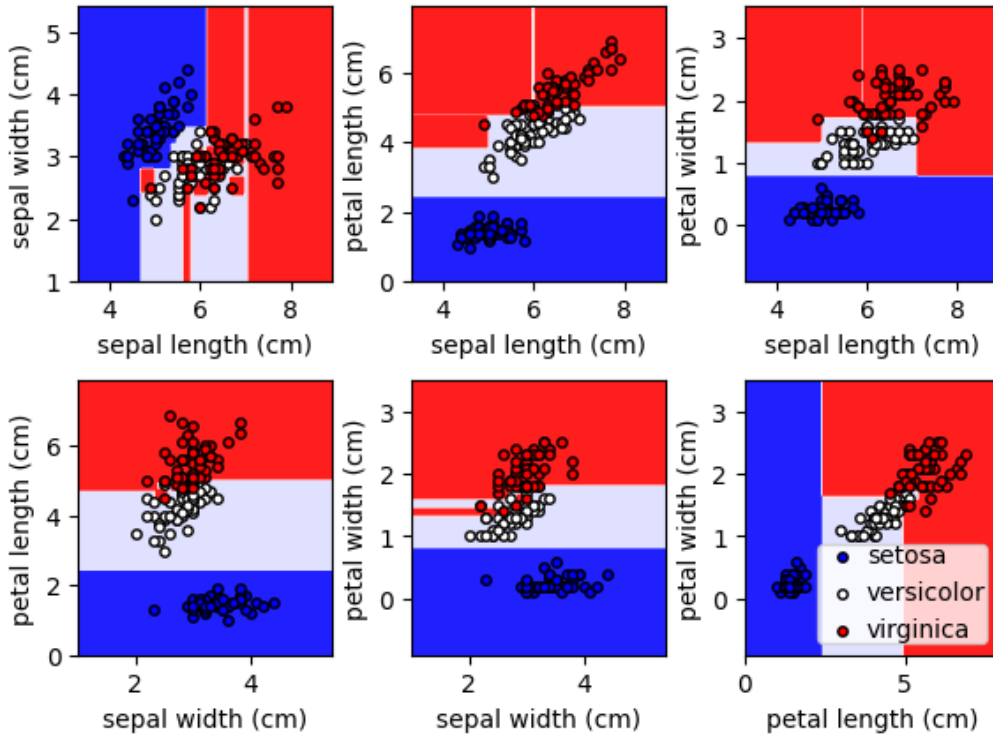 5
4
3
2
1
sepal width (cm)
4
6
8
sepal length (cm)
6
4
2
0
petal length (cm)
4
6
8
sepal length (cm)
3
2
1
0
petal width (cm)
4
6
8
sepal length (cm)
6
4
2
0
petal length (cm)
2
4
sepal width (cm)
3
2
1
0
petal width (cm)
2
4
sepal width (cm)
3
2
1
0
petal width (cm)
setosa
versicolor
virginica
0
5
petal length (cm)